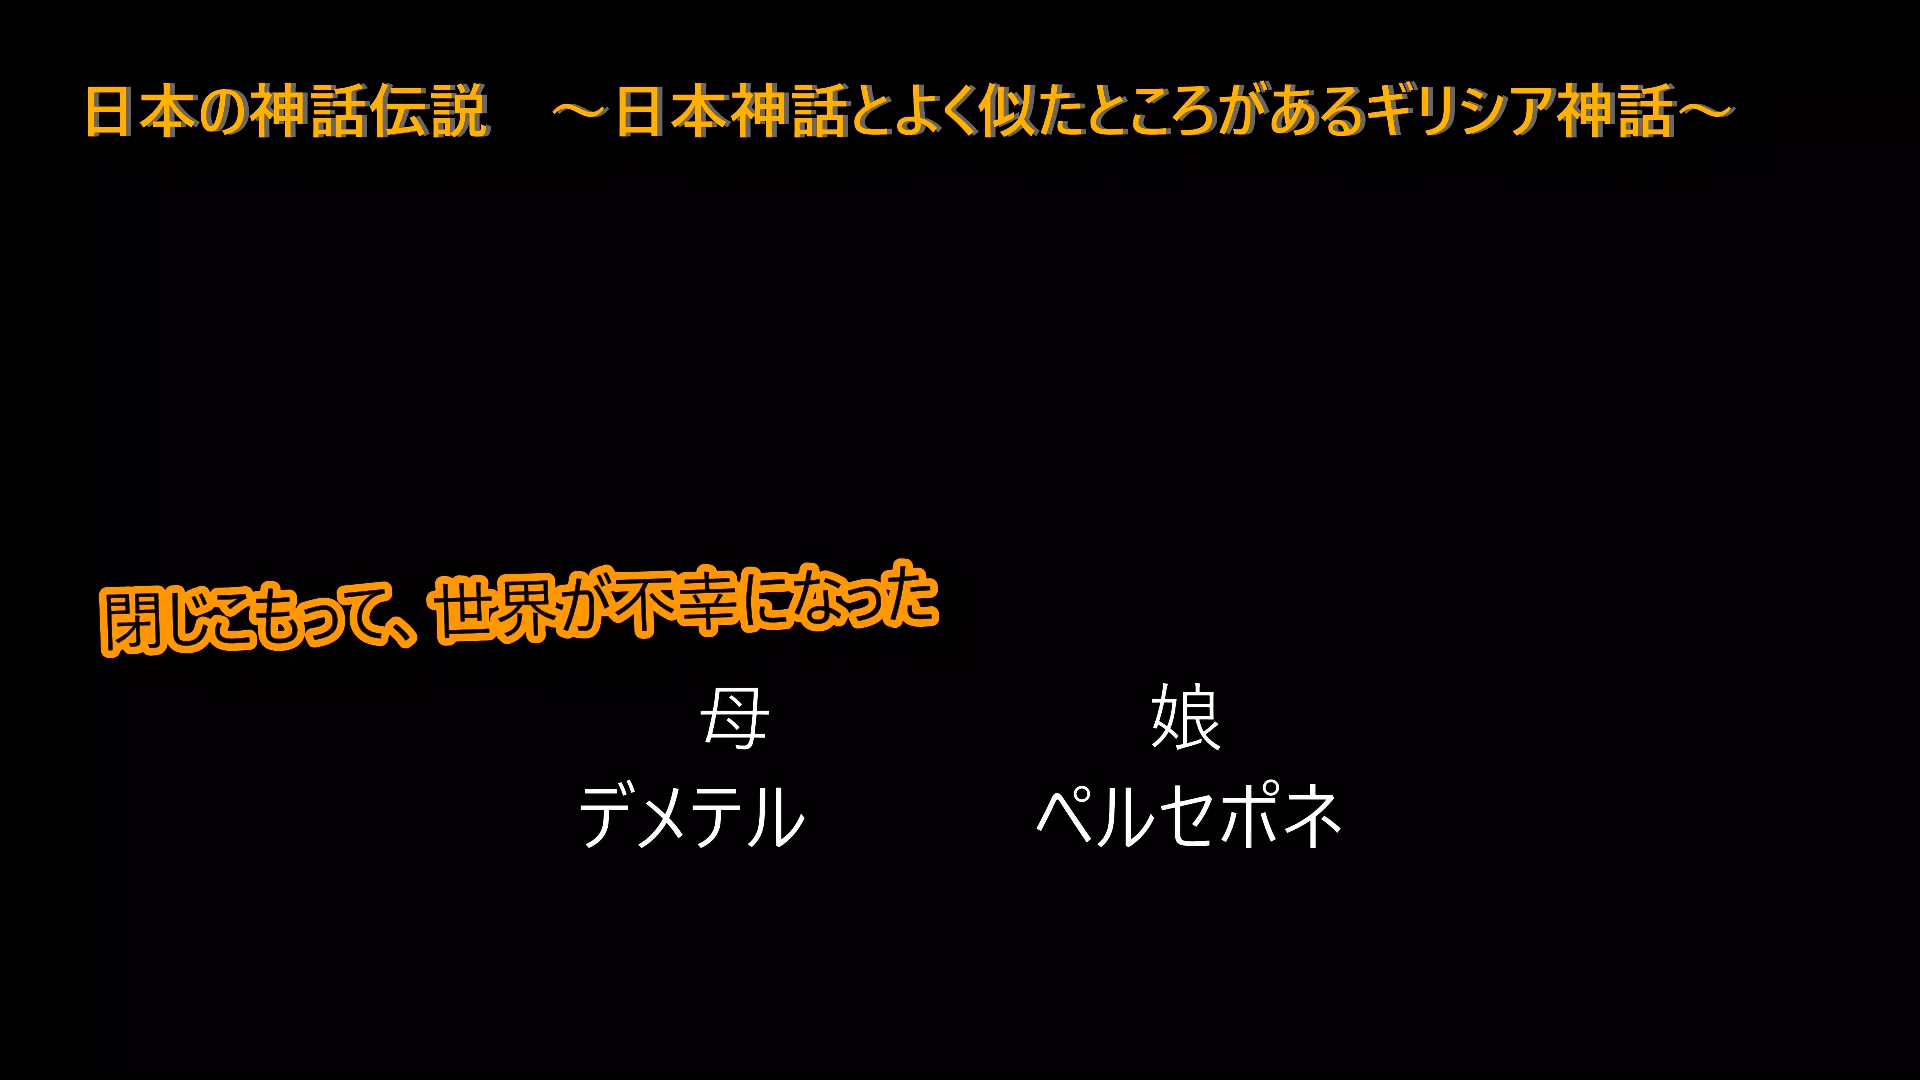 日本の神話伝説　～日本神話とよく似たところがあるギリシア神話～
閉じこもって、世界が不幸になった
母　娘
デメテル　ペルセポネ